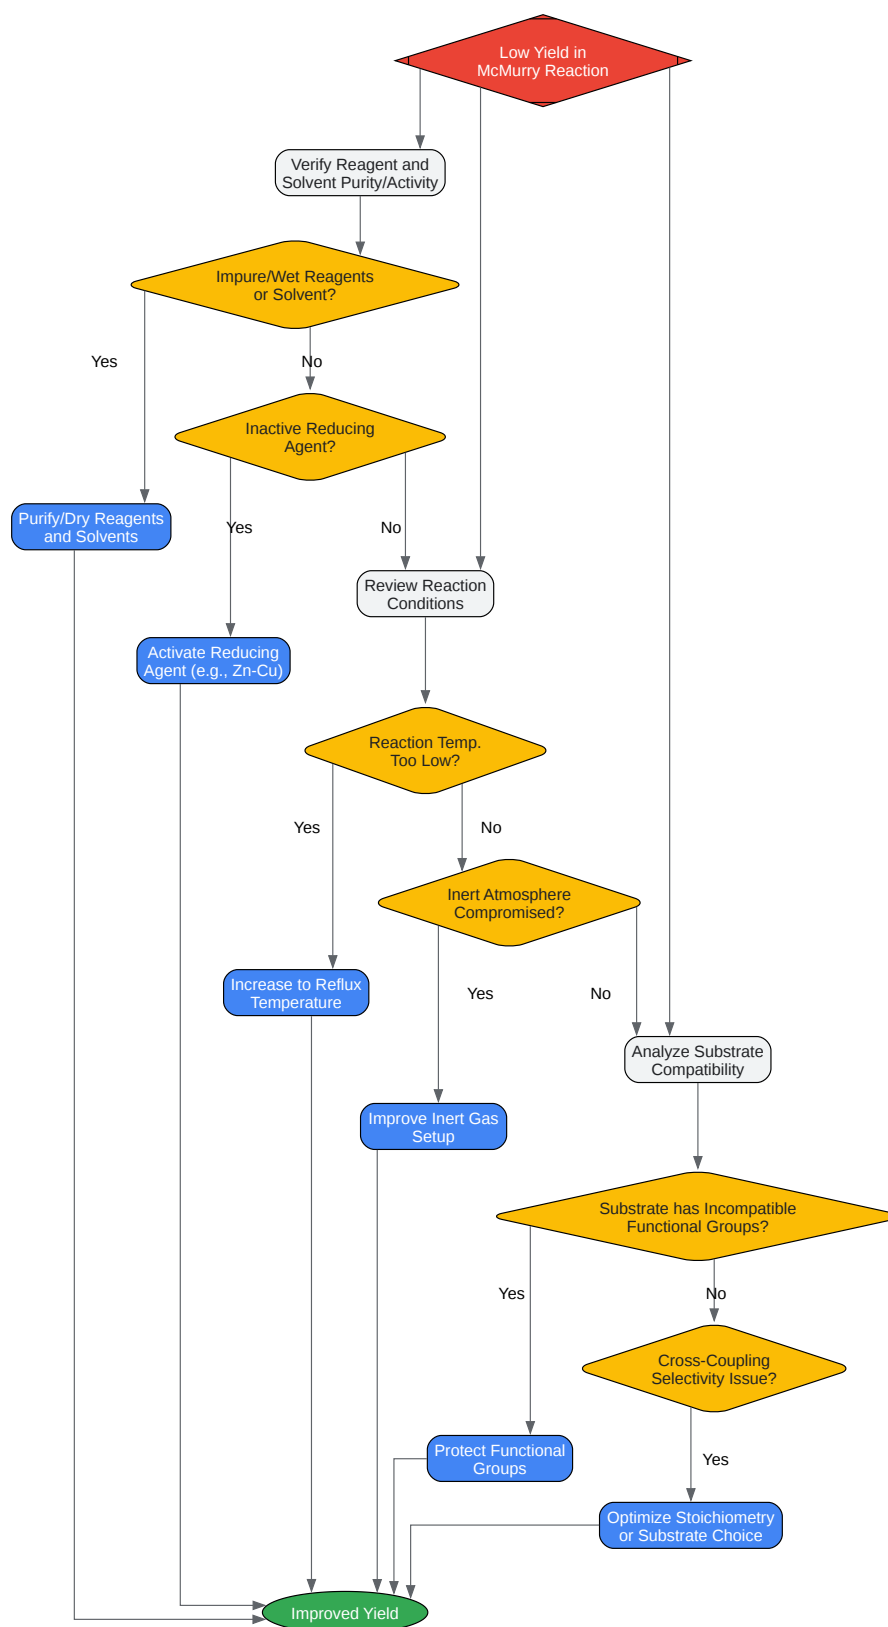 Low Yield in
McMurry Reaction
Verify Reagent and
Solvent Purity/Activity
Impure/Wet Reagents
or Solvent?
Yes
No
Inactive Reducing
Agent?
Purify/Dry Reagents
and Solvents
Yes
No
Review Reaction
Conditions
Activate Reducing
Agent (e.g., Zn-Cu)
Reaction Temp.
Too Low?
Yes
No
Inert Atmosphere
Compromised?
Increase to Reflux
Temperature
Yes
No
Analyze Substrate
Compatibility
Improve Inert Gas
Setup
Substrate has Incompatible
Functional Groups?
Yes
No
Cross-Coupling
Selectivity Issue?
Protect Functional
Groups
Yes
Optimize Stoichiometry
or Substrate Choice
Improved Yield